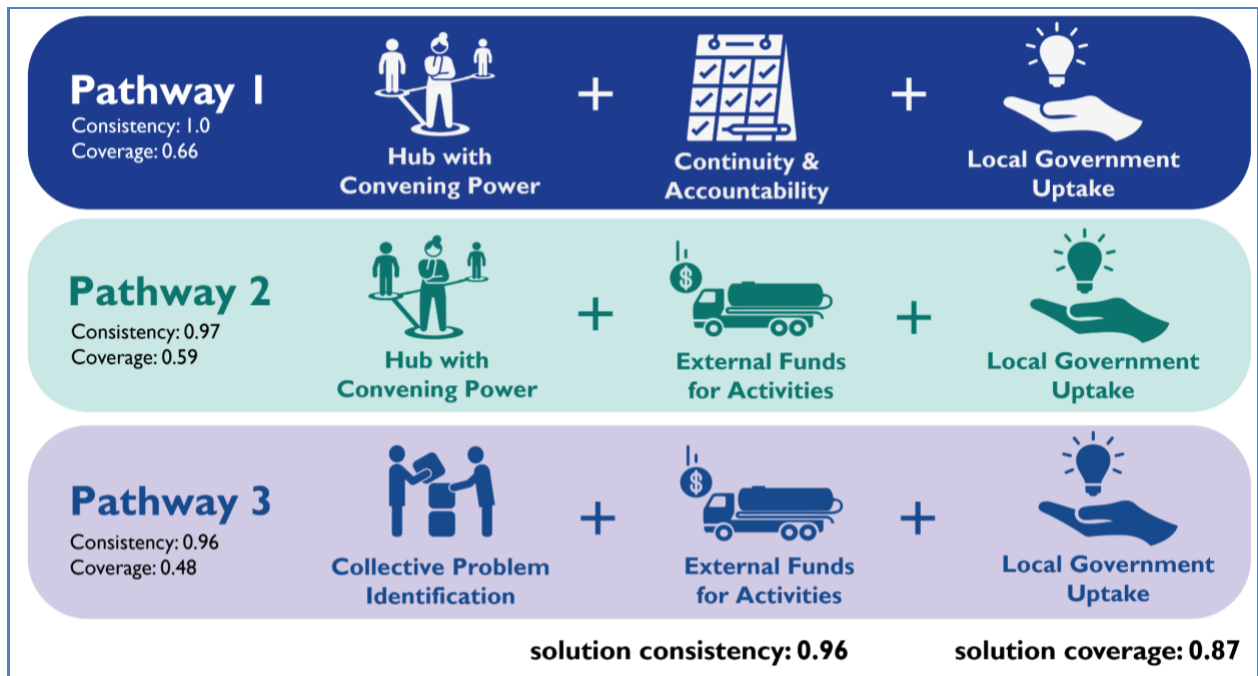 Pathway 1
Consistency: 1.0
Coverage: 0.66
Hub with
Convening Power
+
Continuity &
Accountability
+
Local Government
Uptake
Pathway 2
Consistency: 0.97
Coverage: 0.59
Hub with
Convening Power
+
$
External Funds
for Activities
+
Local Government
Uptake
Pathway 3
Consistency: 0.96
Coverage: 0.48
Collective Problem
Identification
+
$
External Funds
for Activities
+
Local Government
Uptake
solution consistency: 0.96
solution coverage: 0.87